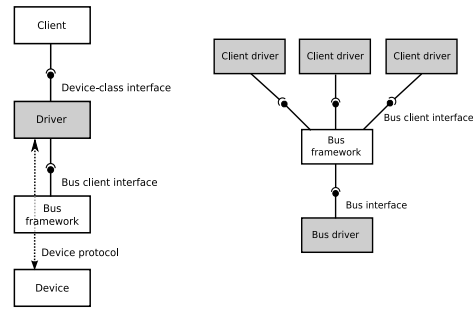 Client
Device-class interface
Driver
Bus client interface
Bus
framework
Device protocol
Device
Client driver
Client driver
Client driver
Bus client interface
Bus
framework
Bus interface
Bus driver